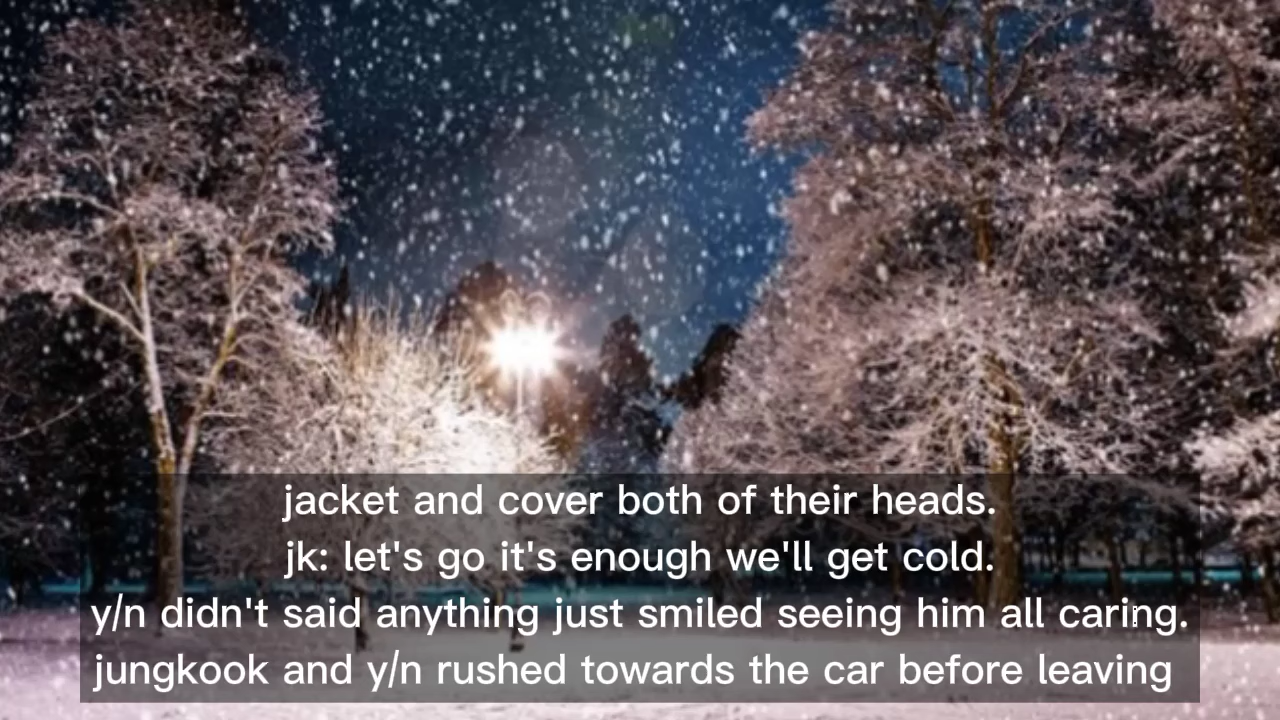 jacket and cover both of their heads.
jk: let's go it's enough we'll get cold.
y/n didn't said anything just smiled seeing him all caring.
jungkook and y/n rushed towards the car before leaving